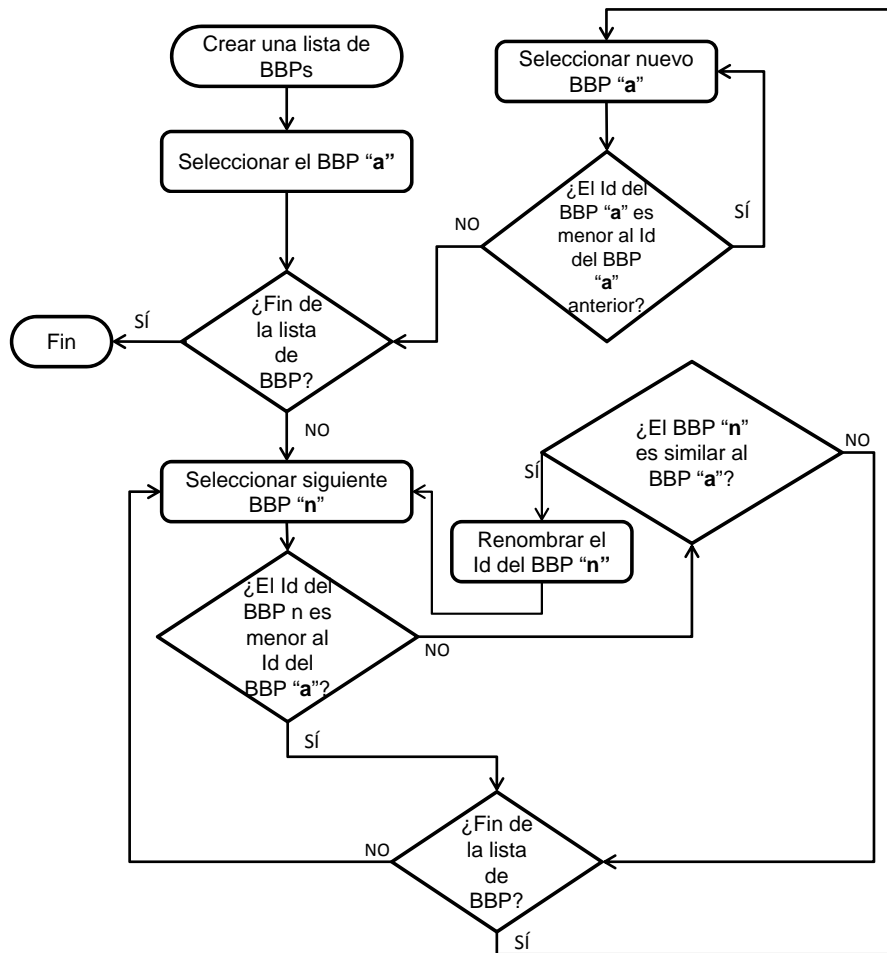 Crear una lista de
BBPs
Seleccionar el BBP “a”
¿Fin de
la lista
de
BBP?
SÍ
Fin
NO
Seleccionar nuevo
BBP “a”
¿El Id del
BBP “a” es
menor al Id
del BBP
“a”
anterior?
SÍ
NO
Seleccionar siguiente
BBP “n”
¿El Id del
BBP n es
menor al
Id del
BBP “a”?
NO
SÍ
¿El BBP “n”
es similar al
BBP “a”?
SÍ
NO
Renombrar el
Id del BBP “n”
¿Fin de
la lista
de
BBP?
NO
SÍ